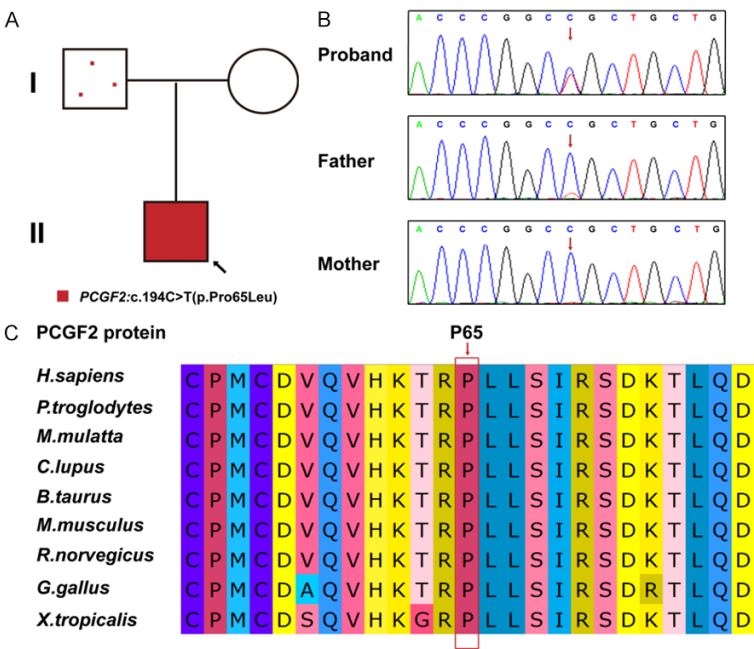 A
I
II
PCGF2:c.194C>T(p.Pro65Leu)
B
Proband
A C C C G G C C G C T G C T G
Father
A C C C G G C C G C T G C T G
Mother
A C C C G G C C G C T G C T G
C PCGF2 protein P65
H.sapiens C P M C D V Q V H K T R P L L S I R S D K T L Q D
P.troglodytes C P M C D V Q V H K T R P L L S I R S D K T L Q D
M.mulatta C P M C D V Q V H K T R P L L S I R S D K T L Q D
C.lupus C P M C D V Q V H K T R P L L S I R S D K T L Q D
B.taurus C P M C D V Q V H K T R P L L S I R S D K T L Q D
M.musculus C P M C D V Q V H K T R P L L S I R S D K T L Q D
R.norvegicus C P M C D V Q V H K T R P L L S I R S D K T L Q D
G.gallus C P M C D A Q V H K T R P L L S I R S D R T L Q D
X.tropicalis C P M C D S Q V H K G R P L L S I R S D K T L Q D